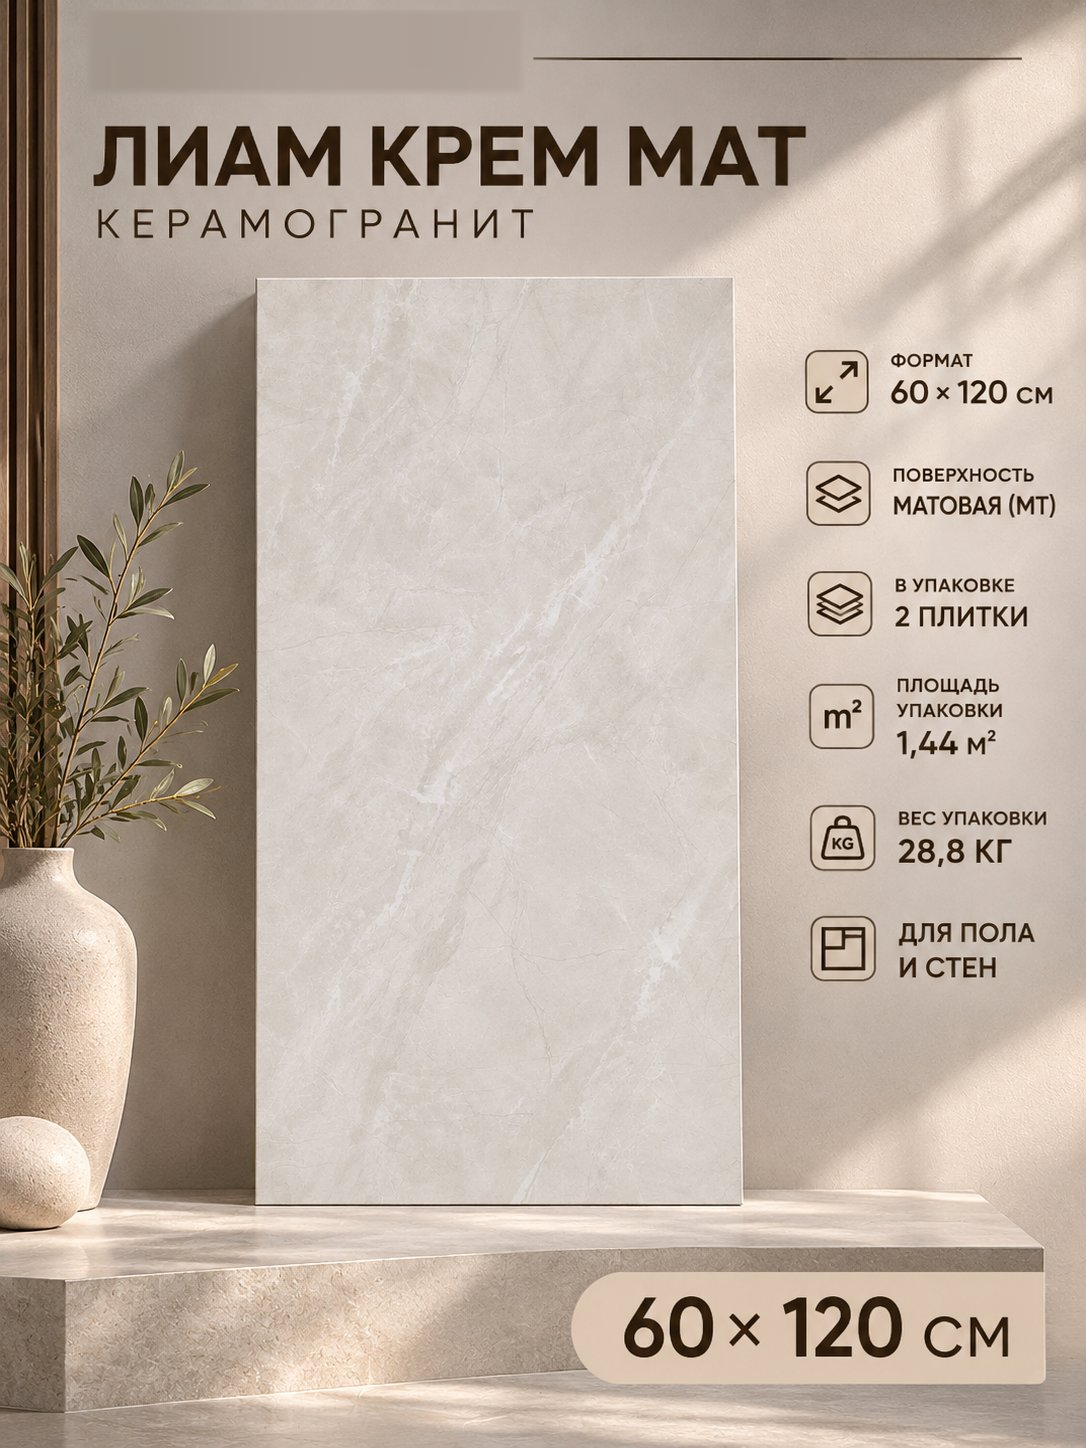 ЛИАМ КРЕМ МАТ
КЕРАМОГРАНИТ
ФОРМАТ
60 × 120 см
ПОВЕРХНОСТЬ
МАТОВАЯ (МТ)
В УПАКОВКЕ
2 ПЛИТКИ
ПЛОЩАДЬ
УПАКОВКИ
m²
1,44 м²
ВЕС УПАКОВКИ
KG
28,8 КГ
ДЛЯ ПОЛА
И СТЕН
60 × 120 см